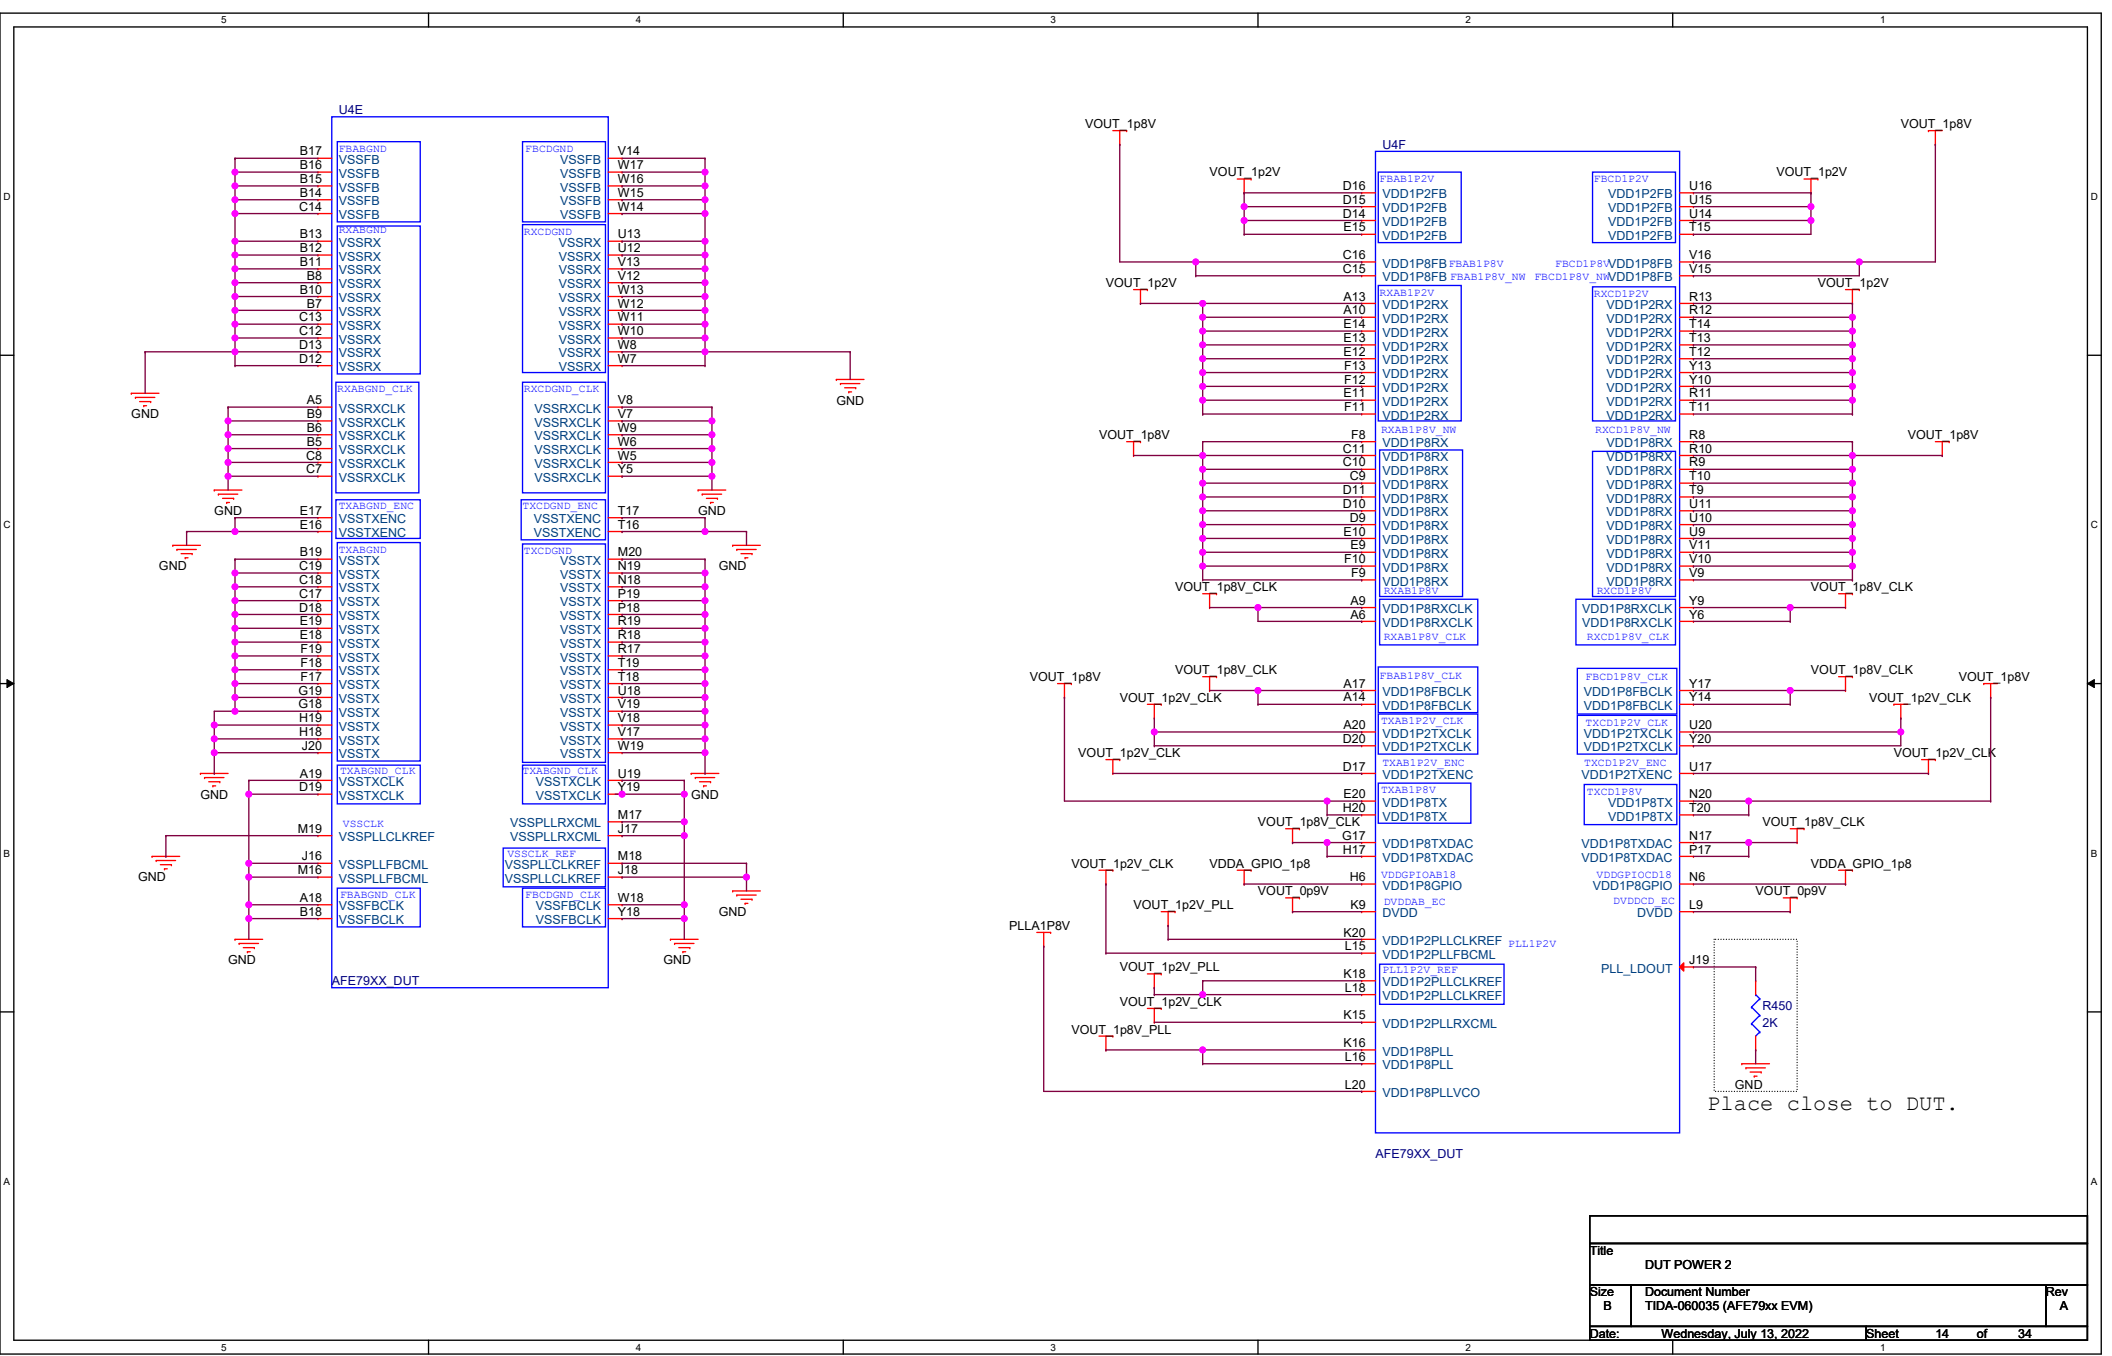 5 4 3 2 1
D
C
B
A
U4E
FBABGND
B17 VSSFB
B16 VSSFB
B15 VSSFB
B14 VSSFB
C14 VSSFB
RXABGND
B13 VSSRX
B12 VSSRX
B11 VSSRX
B8 VSSRX
B10 VSSRX
B7 VSSRX
C13 VSSRX
C12 VSSRX
D13 VSSRX
D12 VSSRX
GND
RXABGND_CLK
A5 VSSRXCLK
B9 VSSRXCLK
B6 VSSRXCLK
B5 VSSRXCLK
C8 VSSRXCLK
C7 VSSRXCLK
GND
TXABGND_ENC
E17 VSSTXENC
E16 VSSTXENC
GND
TXABGND
B19 VSSTX
C19 VSSTX
C18 VSSTX
C17 VSSTX
D18 VSSTX
E19 VSSTX
E18 VSSTX
F19 VSSTX
F18 VSSTX
F17 VSSTX
G19 VSSTX
G18 VSSTX
H19 VSSTX
H18 VSSTX
J20 VSSTX
GND
TXABGND_CLK
A19 VSSTXCLK
D19 VSSTXCLK
VSSCLK
M19 VSSPLLCLKREF
GND
J16 VSSPLLFBCML
M16 VSSPLLFBCML
FBABGND_CLK
A18 VSSFBCLK
B18 VSSFBCLK
GND
FBCDGND
VSSFB V14
VSSFB W17
VSSFB W16
VSSFB W15
VSSFB W14
RXCDGND
VSSRX U13
VSSRX U12
VSSRX V13
VSSRX V12
VSSRX W13
VSSRX W12
VSSRX W11
VSSRX W10
VSSRX W8
VSSRX W7
GND
RXCDGND_CLK
VSSRXCLK V8
VSSRXCLK V7
VSSRXCLK W9
VSSRXCLK W6
VSSRXCLK W5
VSSRXCLK Y5
GND
TXCDGND_ENC
VSSTXENC T17
VSSTXENC T16
GND
TXCDGND
VSSTX M20
VSSTX N19
VSSTX N18
VSSTX P19
VSSTX P18
VSSTX R19
VSSTX R18
VSSTX R17
VSSTX T19
VSSTX T18
VSSTX U18
VSSTX V19
VSSTX V18
VSSTX V17
VSSTX W19
GND
TXABGND_CLK
VSSTXCLK U19
VSSTXCLK Y19
VSSPLLRXCML M17
VSSPLLRXCML J17
VSSCLK_REF
VSSPLLCLKREF M18
VSSPLLCLKREF J18
GND
FBCDGND_CLK
VSSFBCLK W18
VSSFBCLK Y18
GND
AFE79XX_DUT
U4F
VOUT_1p8V
VOUT_1p2V
FBAB1P2V
D16 VDD1P2FB
D15 VDD1P2FB
D14 VDD1P2FB
E15 VDD1P2FB
C16 VDD1P8FB FBAB1P8V
C15 VDD1P8FB FBAB1P8V_NW
VOUT_1p2V
RXAB1P2V
A13 VDD1P2RX
A10 VDD1P2RX
E14 VDD1P2RX
E13 VDD1P2RX
E12 VDD1P2RX
F13 VDD1P2RX
F12 VDD1P2RX
E11 VDD1P2RX
F11 VDD1P2RX
VOUT_1p8V
RXAB1P8V_NW
F8 VDD1P8RX
C11 VDD1P8RX
C10 VDD1P8RX
C9 VDD1P8RX
D11 VDD1P8RX
D10 VDD1P8RX
D9 VDD1P8RX
E10 VDD1P8RX
E9 VDD1P8RX
F10 VDD1P8RX
F9 VDD1P8RX
RXAB1P8V
VOUT_1p8V_CLK
A9 VDD1P8RXCLK
A6 VDD1P8RXCLK
RXAB1P8V_CLK
VOUT_1p8V
VOUT_1p8V_CLK
FBAB1P8V_CLK
A17 VDD1P8FBCLK
A14 VDD1P8FBCLK
VOUT_1p2V_CLK
TXAB1P2V_CLK
A20 VDD1P2TXCLK
D20 VDD1P2TXCLK
VOUT_1p2V_CLK
TXAB1P2V_ENC
D17 VDD1P2TXENC
TXAB1P8V
E20 VDD1P8TX
H20 VDD1P8TX
VOUT_1p8V_CLK
G17 VDD1P8TXDAC
H17 VDD1P8TXDAC
VOUT_1p2V_CLK
VDDA_GPIO_1p8
VDDGPIOAB18
H6 VDD1P8GPIO
VOUT_0p9V
DVDDAB_EC
K9 DVDD
VOUT_1p2V_PLL
PLLA1P8V
K20 VDD1P2PLLCLKREF PLL1P2V
L15 VDD1P2PLLFBCML
VOUT_1p2V_PLL
PLL1P2V_REF
K18 VDD1P2PLLCLKREF
L18 VDD1P2PLLCLKREF
VOUT_1p2V_CLK
K15 VDD1P2PLLRXCML
VOUT_1p8V_PLL
K16 VDD1P8PLL
L16 VDD1P8PLL
L20 VDD1P8PLLVCO
VOUT_1p8V
VOUT_1p2V
FBCD1P2V
VDD1P2FB U16
VDD1P2FB U15
VDD1P2FB U14
VDD1P2FB T15
FBCD1P8V VDD1P8FB V16
FBCD1P8V_NW VDD1P8FB V15
VOUT_1p2V
RXCD1P2V
VDD1P2RX R13
VDD1P2RX R12
VDD1P2RX T14
VDD1P2RX T13
VDD1P2RX T12
VDD1P2RX Y13
VDD1P2RX Y10
VDD1P2RX R11
VDD1P2RX T11
RXCD1P8V_NW
VOUT_1p8V
VDD1P8RX R8
VDD1P8RX R10
VDD1P8RX R9
VDD1P8RX T10
VDD1P8RX T9
VDD1P8RX U11
VDD1P8RX U10
VDD1P8RX U9
VDD1P8RX V11
VDD1P8RX V10
VDD1P8RX V9
RXCD1P8V
VOUT_1p8V_CLK
VDD1P8RXCLK Y9
VDD1P8RXCLK Y6
RXCD1P8V_CLK
VOUT_1p8V_CLK
VOUT_1p8V
FBCD1P8V_CLK
VDD1P8FBCLK Y17
VDD1P8FBCLK Y14
VOUT_1p2V_CLK
TXCD1P2V_CLK
VDD1P2TXCLK U20
VDD1P2TXCLK Y20
VOUT_1p2V_CLK
TXCD1P2V_ENC
VDD1P2TXENC U17
TXCD1P8V
VDD1P8TX N20
VDD1P8TX T20
VOUT_1p8V_CLK
VDD1P8TXDAC N17
VDD1P8TXDAC P17
VDDA_GPIO_1p8
VDDGPIOCD18
VDD1P8GPIO N6
VOUT_0p9V
DVDDCD_EC
DVDD L9
PLL_LDOUT J19
R450
2K
GND
Place close to DUT.
AFE79XX_DUT
Title
DUT POWER 2
Size Document Number Rev
B TIDA-060035 (AFE79xx EVM) A
Date: Wednesday, July 13, 2022 Sheet 14 of 34
D
C
B
A
5 4 3 2 1